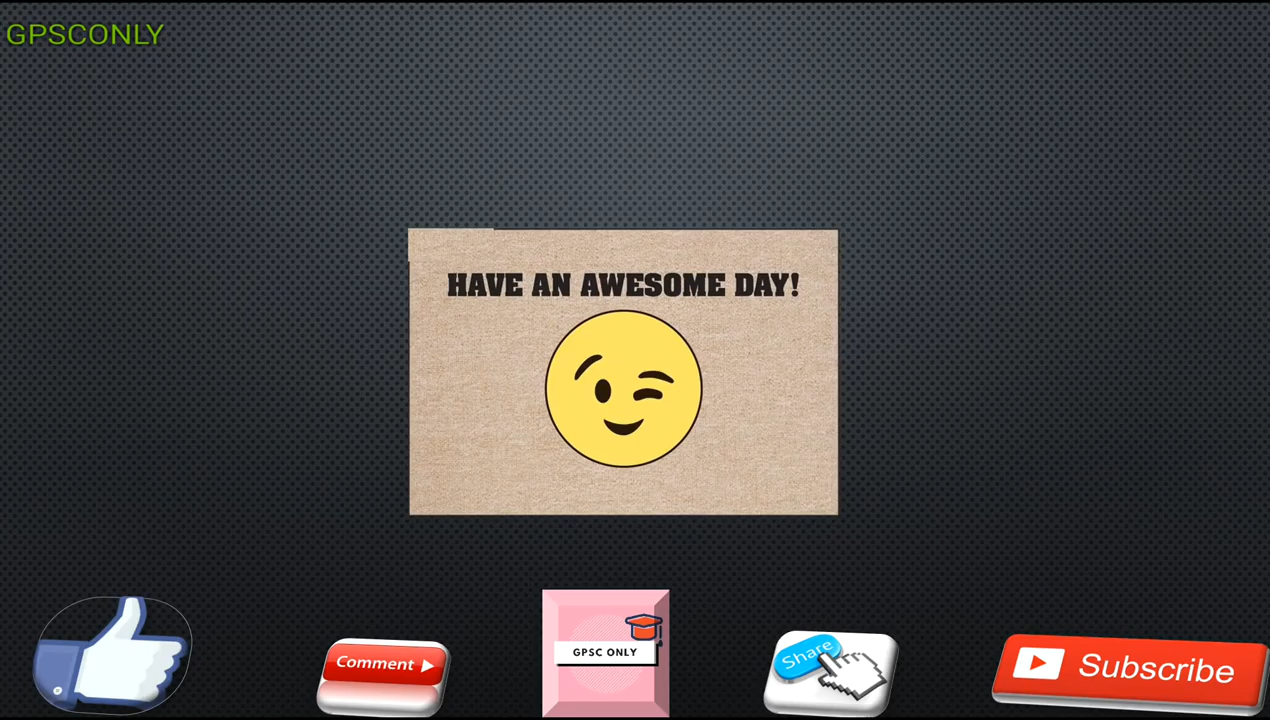 GPSCONLY
HAVE AN AWESOME DAY!
Comment
GPSC ONLY
Share
Subscribe